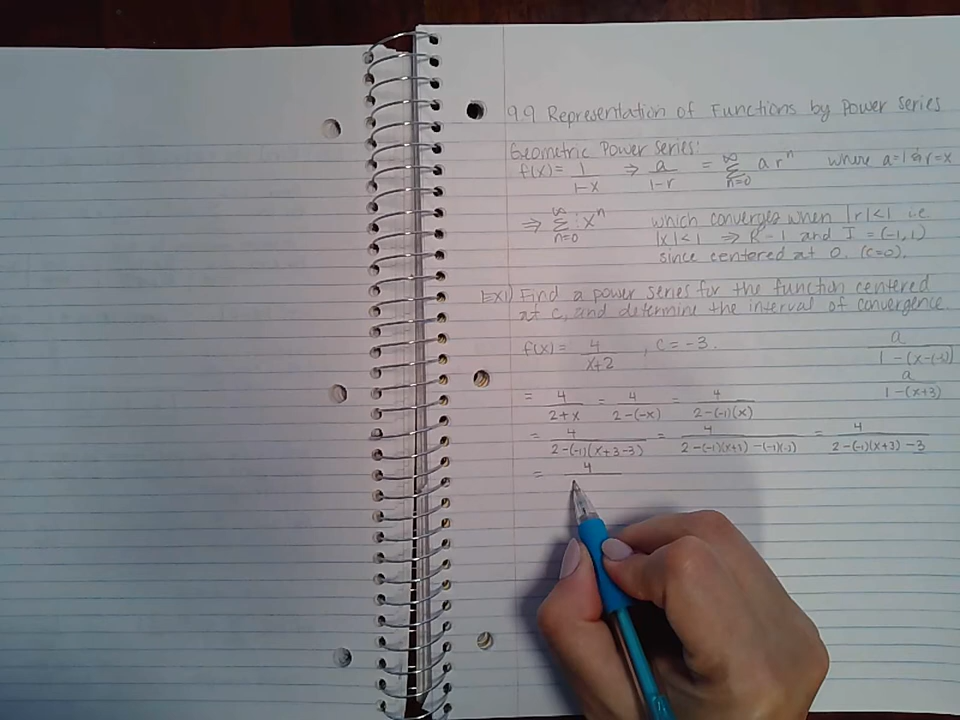 9.9 Representation of Functions by Power Series
Geometric Power Series:
f(x) = 1/(1-x) ⇒ a/(1-r) = ∞Σn=0 a r^n where a=1 & r=x
⇒ ∞Σn=0 x^n which converges when |r|<1 i.e
|x|<1 ⇒ R-1 and I = (-1,1)
since centered at 0. (c=0).
EX1) Find a power series for the function centered
at c, and determine the interval of convergence.
f(x) = 4/(x+2), c = -3. a/(1-(x-(-3)))
a/(1-(x+3))
= 4/(2+x) = 4/(2-(-x)) = 4/(2-(-1)(x))
= 4/(2-(-1)(x+3-3)) = 4/(2-(-1)(x+3)-(-1)(-3)) = 4/(2-(-1)(x+3)-3)
= 4/